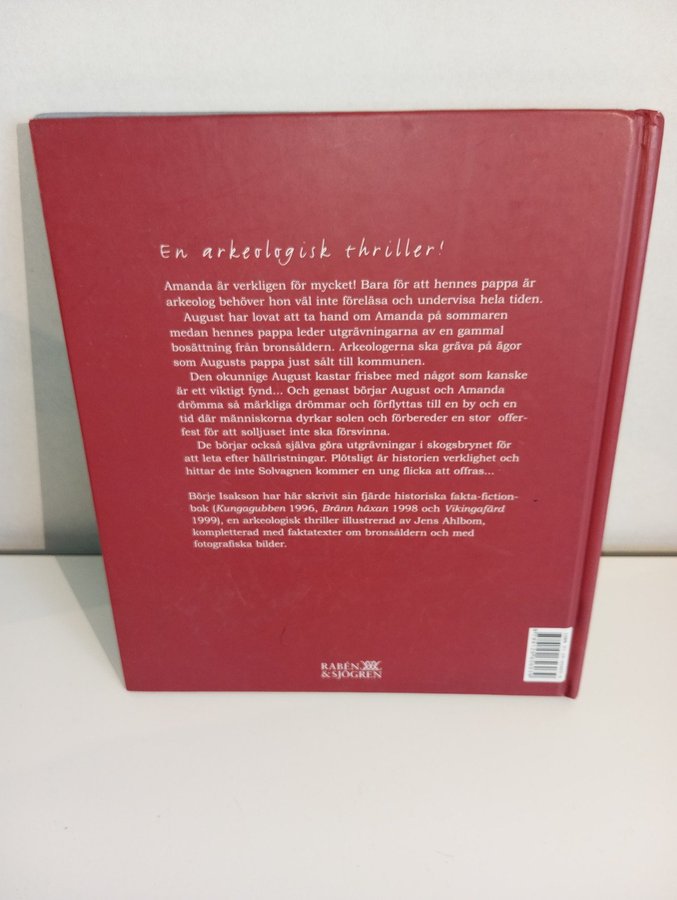 En arkeologisk thriller!
Amanda är verkligen för mycket! Bara för att hennes pappa är
arkeolog behöver hon väl inte föreläsa och undervisa hela tiden.
August har lovat att ta hand om Amanda på sommaren
medan hennes pappa leder utgrävningarna av en gammal
bosättning från bronsåldern. Arkeologerna ska gräva på ägor
som Augusts pappa just sålt till kommunen.
Den okunnige August kastar frisbee med något som kanske
är ett viktigt fynd... Och genast börjar August och Amanda
drömma så märkliga drömmar och förflyttas till en by och en
tid där människorna dyrkar solen och förbereder en stor offer-
fest för att solljuset inte ska försvinna.
De börjar också själva göra utgrävningar i skogsbrynet för
att leta efter hällristningar. Plötsligt är historien verklighet och
hittar de inte Solvagnen kommer en ung flicka att offras...
Börje Isakson har här skrivit sin fjärde historiska fakta-fiction-
bok (Kungagubben 1996, Bränn häxan 1998 och Vikingafärd
1999), en arkeologisk thriller illustrerad av Jens Ahlbom,
kompletterad med faktatexter om bronsåldern och med
fotografiska bilder.
RABÉN
& SJÖGREN